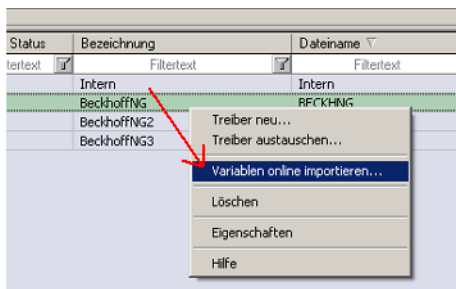 Status Bezeichnung Dateiname
tertext Filtertext Filtertext
Intern Intern
BeckhoffNG BECKHNG
BeckhoffNG2
BeckhoffNG3
Treiber neu...
Treiber austauschen...
Variablen online importieren...
Löschen
Eigenschaften
Hilfe